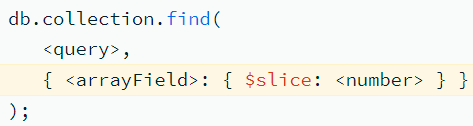 db.collection.find(
<query>,
{ <arrayField>: { $slice: <number> } }
);